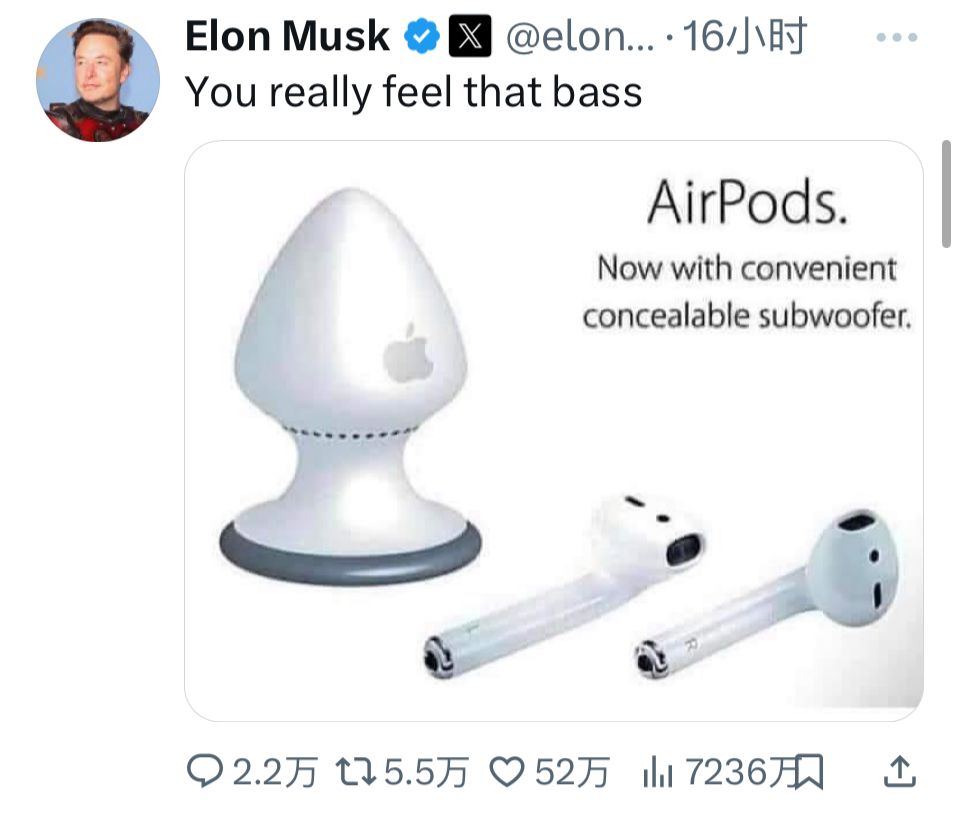 Elon Musk @elon... · 16小时
You really feel that bass
AirPods.
Now with convenient
concealable subwoofer.
L
R
2.2万 5.5万 52万 7236万